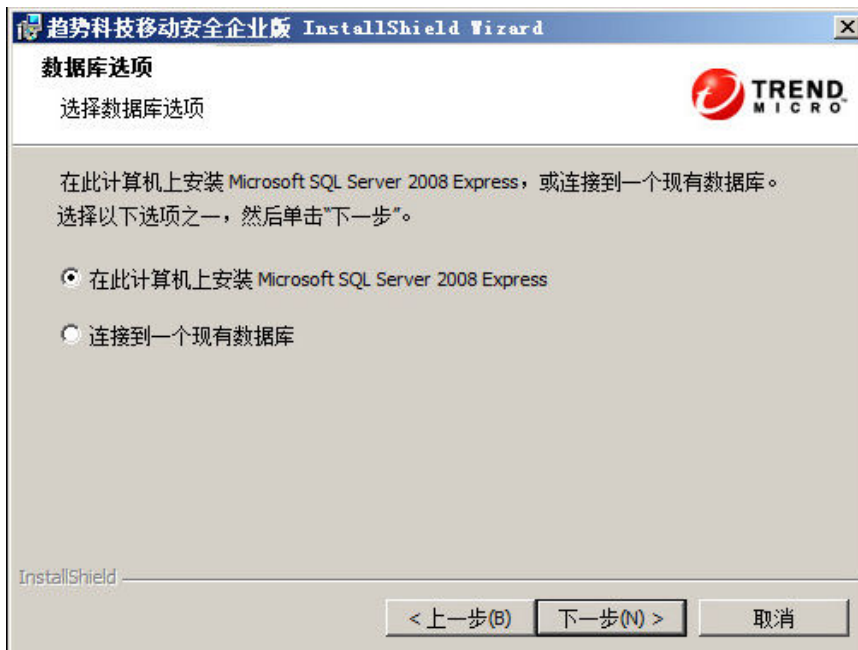 趋势科技移动安全企业版 InstallShield Wizard
数据库选项
选择数据库选项
TREND
MICRO
在此计算机上安装 Microsoft SQL Server 2008 Express，或连接到一个现有数据库。
选择以下选项之一，然后单击“下一步”。
在此计算机上安装 Microsoft SQL Server 2008 Express
连接到一个现有数据库
InstallShield
< 上一步(B)
下一步(N) >
取消